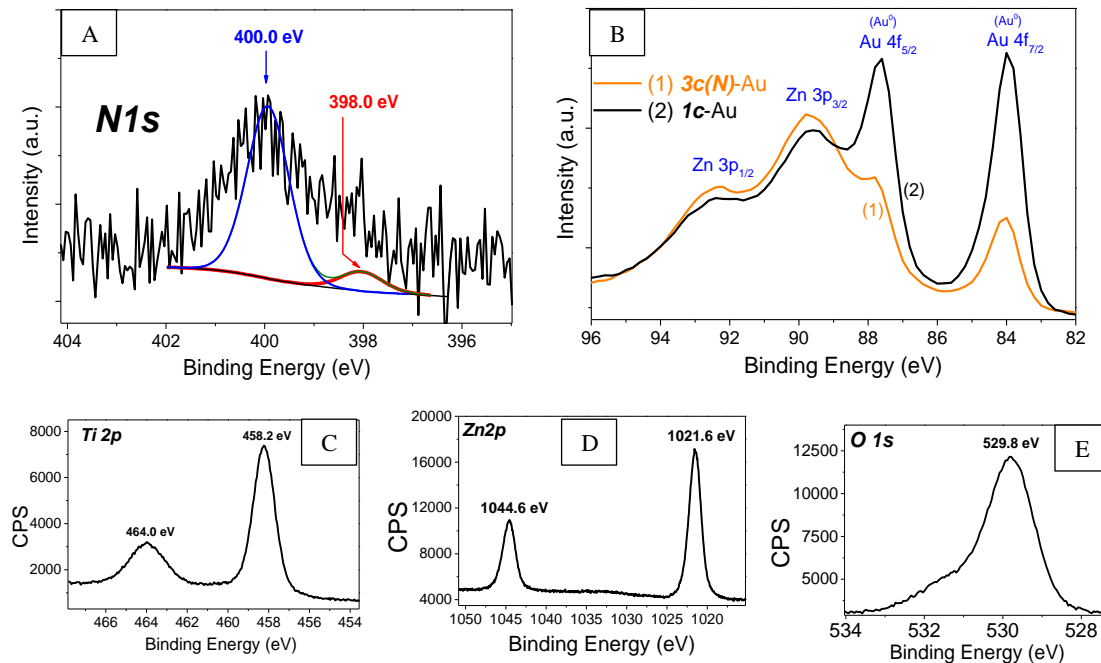 A
400.0 eV
398.0 eV
N1s
Intensity (a.u.)
404 402 400 398 396
Binding Energy (eV)
B
(Au⁰) (Au⁰)
Au 4f5/2 Au 4f7/2
(1) 3c(N)-Au
(2) 1c-Au
Zn 3p3/2
Zn 3p1/2
(2)
(1)
Intensity (a.u.)
96 94 92 90 88 86 84 82
Binding Energy (eV)
Ti 2p
458.2 eV
C
464.0 eV
CPS
8000
6000
4000
2000
466 464 462 460 458 456 454
Binding Energy (eV)
Zn2p
D
1021.6 eV
1044.6 eV
CPS
20000
16000
12000
8000
4000
1050 1045 1040 1035 1030 1025 1020
Binding Energy (eV)
O 1s
529.8 eV
E
CPS
12500
10000
7500
5000
534 532 530 528
Binding Energy (eV)